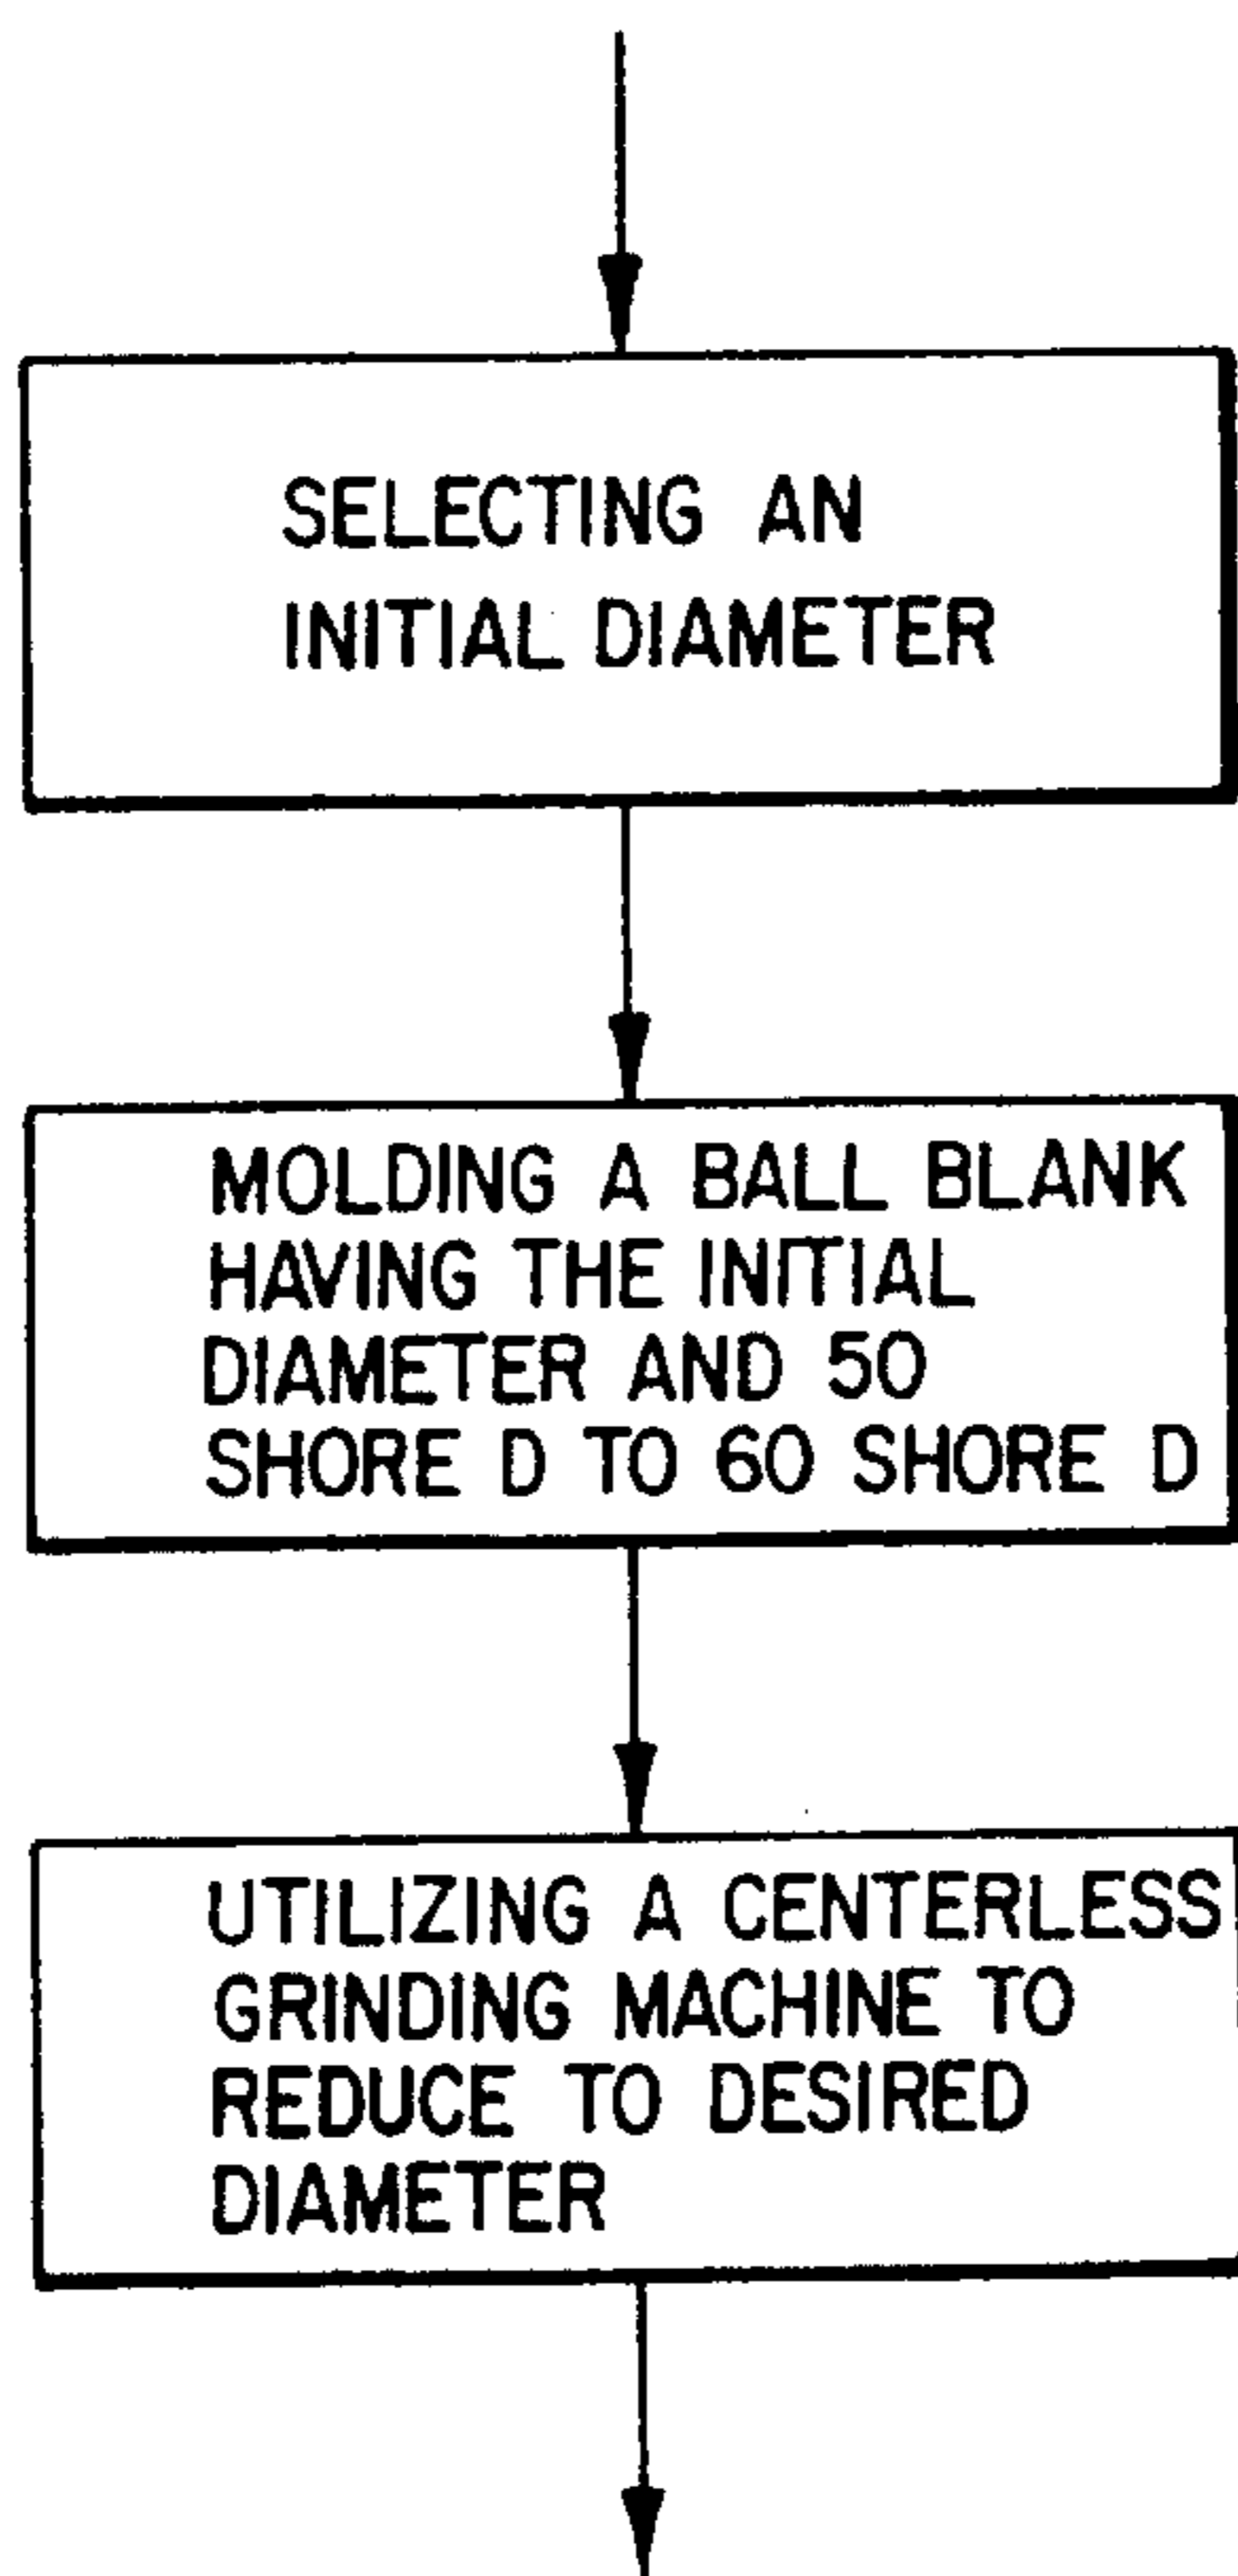 SELECTING AN
INITIAL DIAMETER
MOLDING A BALL BLANK
HAVING THE INITIAL
DIAMETER AND 50
SHORE D TO 60 SHORE D
UTILIZING A CENTERLESS
GRINDING MACHINE TO
REDUCE TO DESIRED
DIAMETER